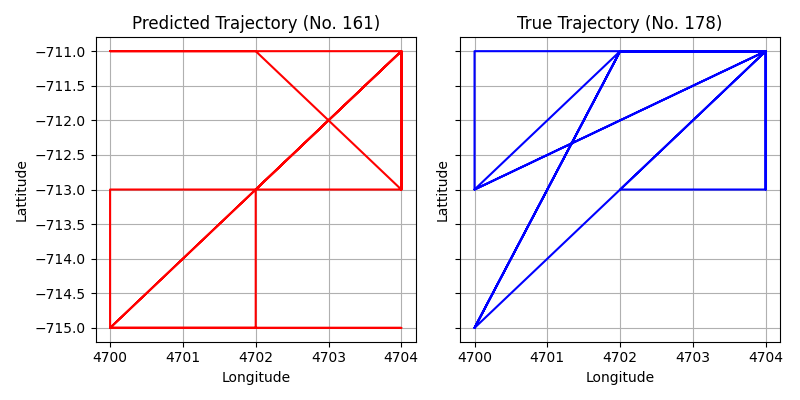 Predicted Trajectory (No. 161)
True Trajectory (No. 178)
−711.0
−711.5
−712.0
−712.5
−713.0
−713.5
−714.0
−714.5
−715.0
Lattitude
Lattitude
4700 4701 4702 4703 4704
4700 4701 4702 4703 4704
Longitude
Longitude